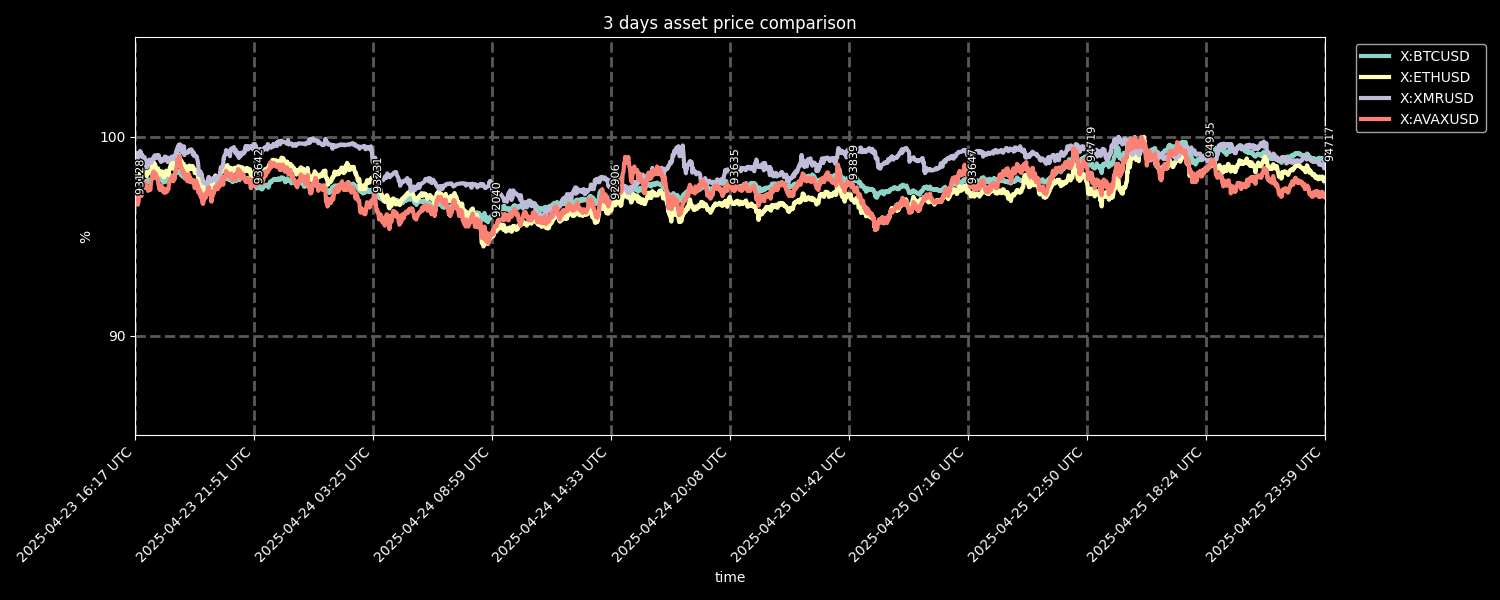 3 days asset price comparison
X:BTCUSD
X:ETHUSD
X:XMRUSD
X:AVAXUSD
100
90
%
93642
92040
92906
93635
93839
93647
94719
94935
94717
2025-04-23 16:17 UTC
2025-04-23 21:51 UTC
2025-04-24 03:25 UTC
2025-04-24 08:59 UTC
2025-04-24 14:33 UTC
2025-04-24 20:08 UTC
2025-04-25 01:42 UTC
2025-04-25 07:16 UTC
2025-04-25 12:50 UTC
2025-04-25 18:24 UTC
2025-04-25 23:59 UTC
time